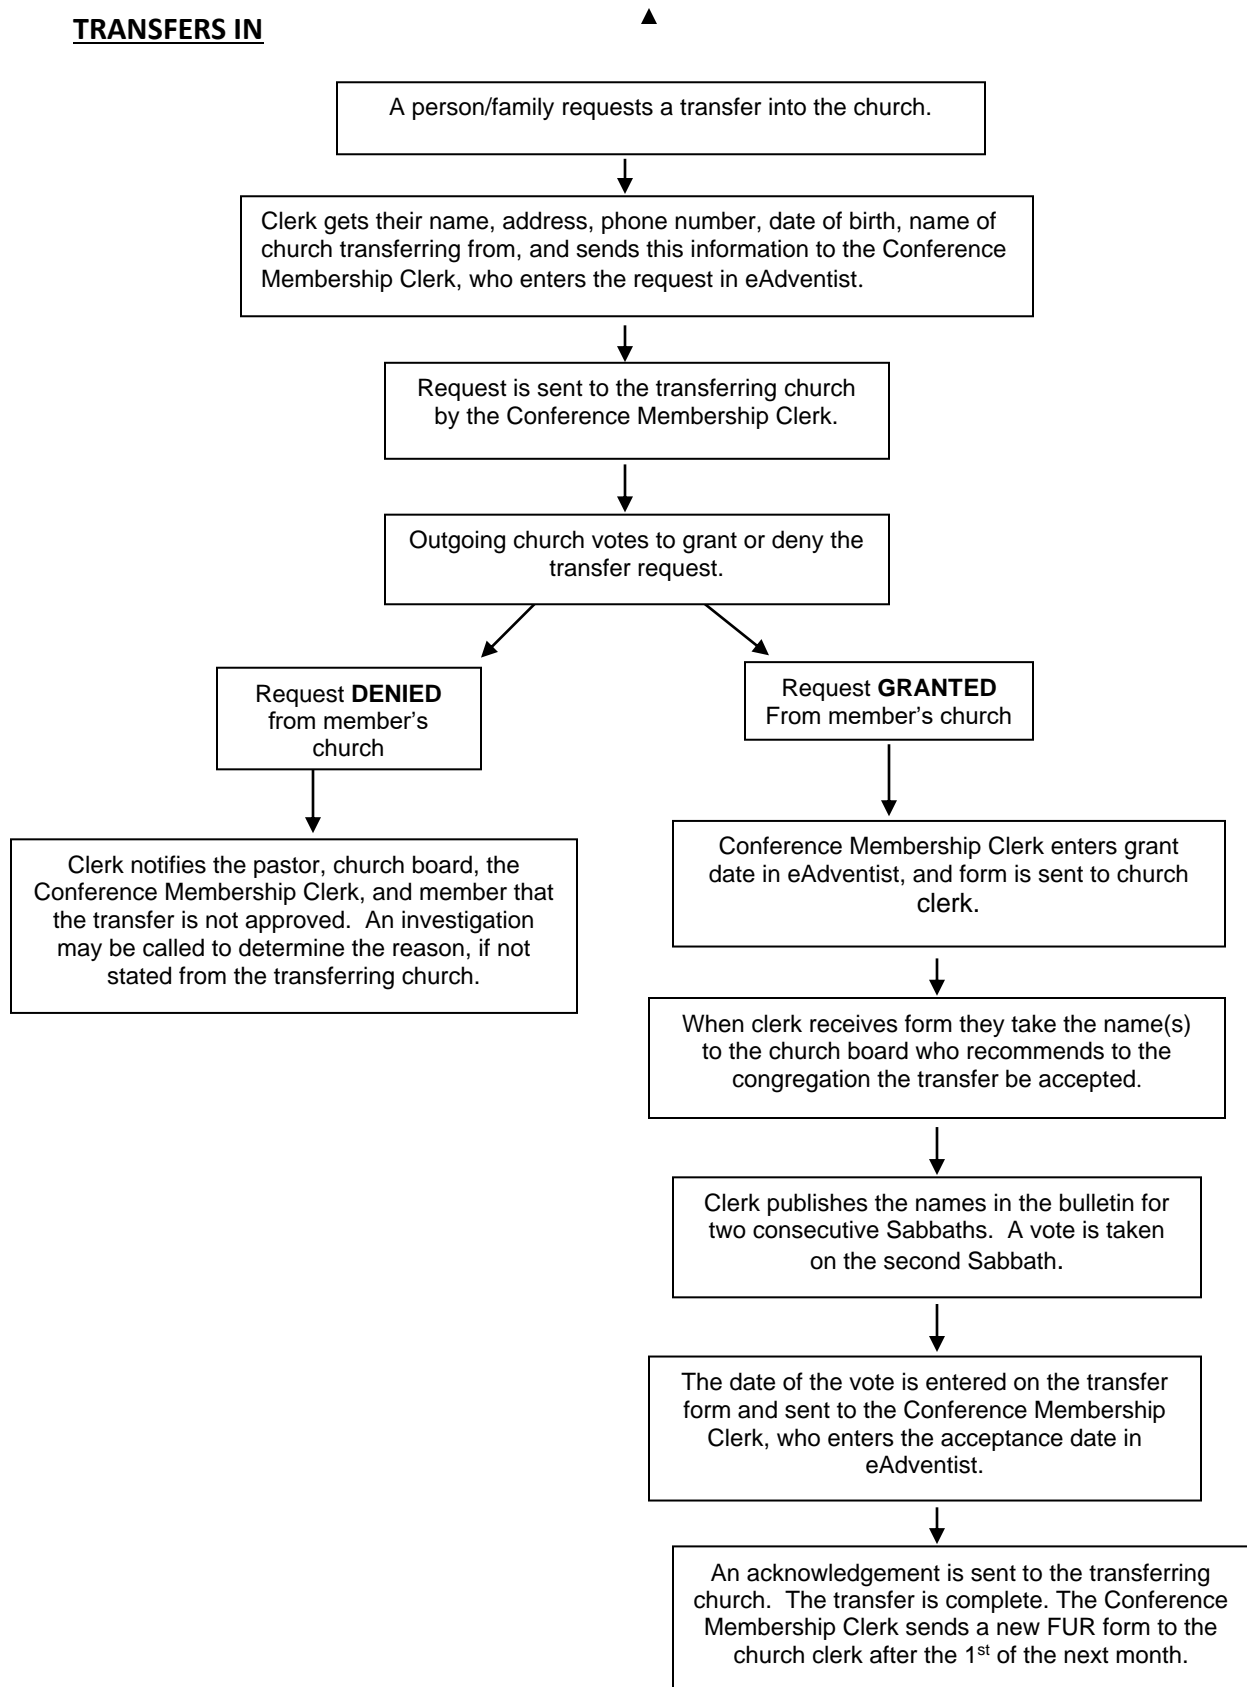 TRANSFERS IN
A person/family requests a transfer into the church.
Clerk gets their name, address, phone number, date of birth, name of
church transferring from, and sends this information to the Conference
Membership Clerk, who enters the request in eAdventist.
Request is sent to the transferring church
by the Conference Membership Clerk.
Outgoing church votes to grant or deny the
transfer request.
Request DENIED
from member’s
church
Request GRANTED
From member’s church
Clerk notifies the pastor, church board, the
Conference Membership Clerk, and member that
the transfer is not approved.  An investigation
may be called to determine the reason, if not
stated from the transferring church.
Conference Membership Clerk enters grant
date in eAdventist, and form is sent to church
clerk.
When clerk receives form they take the name(s)
to the church board who recommends to the
congregation the transfer be accepted.
Clerk publishes the names in the bulletin for
two consecutive Sabbaths.  A vote is taken
on the second Sabbath.
The date of the vote is entered on the transfer
form and sent to the Conference Membership
Clerk, who enters the acceptance date in
eAdventist.
An acknowledgement is sent to the transferring
church.  The transfer is complete. The Conference
Membership Clerk sends a new FUR form to the
church clerk after the 1st of the next month.